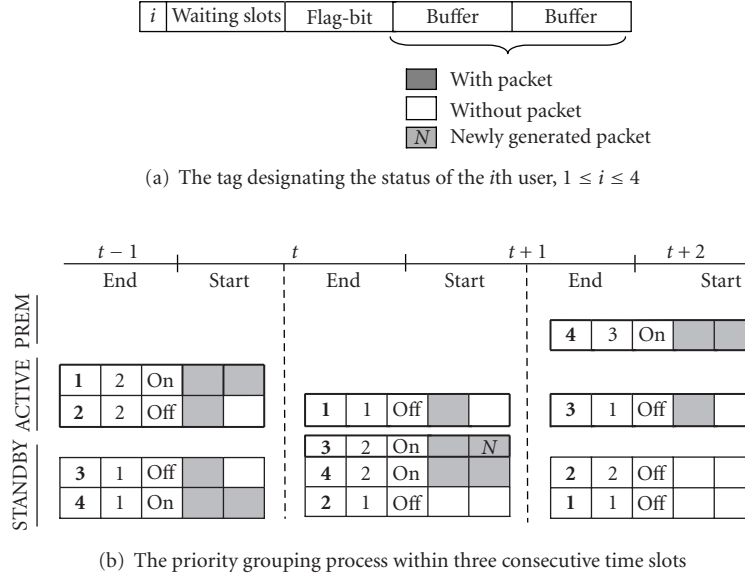 i Waiting slots Flag-bit Buffer Buffer
With packet
Without packet
N Newly generated packet
(a) The tag designating the status of the ith user, 1 ≤ i ≤ 4
t − 1 t t + 1 t + 2
End Start End Start End Start
PREM
4 3 On
ACTIVE
1 2 On
2 2 Off
1 1 Off
3 1 Off
STANDBY
3 1 Off
4 1 On
3 2 On N
4 2 On
2 1 Off
2 2 Off
1 1 Off
(b) The priority grouping process within three consecutive time slots